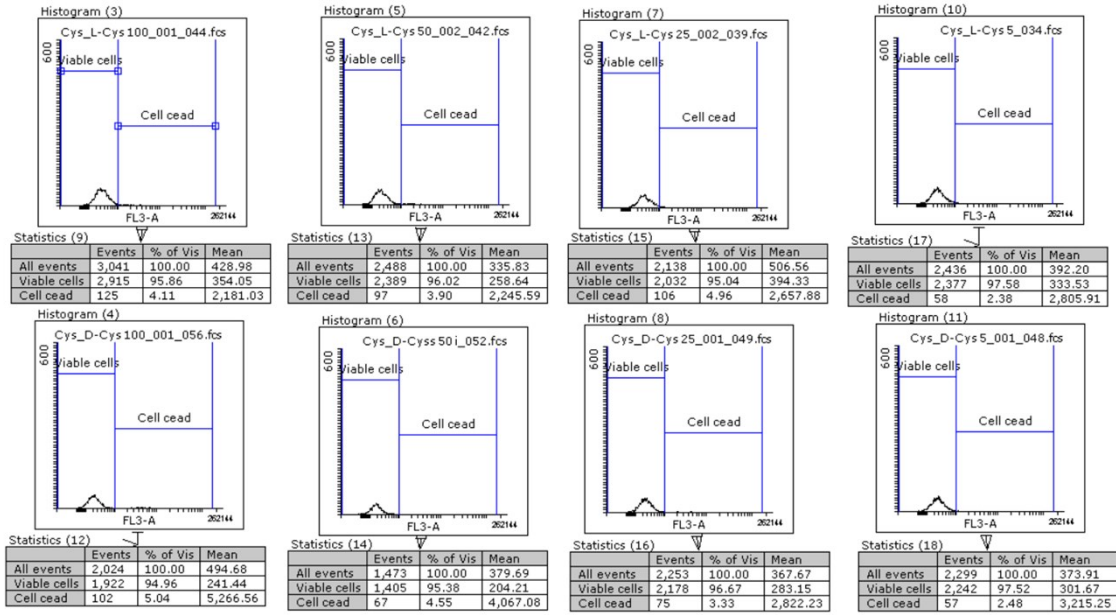 Histogram (3)
Cys_L-Cys 100_001_044.fcs
600
Viable cells
Cell cead
FL3-A
262144
Statistics (9)
Events % of Vis Mean
All events 3,041 100.00 428.98
Viable cells 2,915 95.86 354.05
Cell cead 125 4.11 2,181.03
Histogram (5)
Cys_L-Cys 50_002_042.fcs
600
Viable cells
Cell cead
FL3-A
262144
Statistics (13)
Events % of Vis Mean
All events 2,488 100.00 335.83
Viable cells 2,389 96.02 258.64
Cell cead 97 3.90 2,245.59
Histogram (7)
Cys_L-Cys 25_002_039.fcs
600
Viable cells
Cell cead
FL3-A
262144
Statistics (15)
Events % of Vis Mean
All events 2,138 100.00 506.56
Viable cells 2,032 95.04 394.33
Cell cead 106 4.96 2,657.88
Histogram (10)
Cys_L-Cys 5_034.fcs
600
Viable cells
Cell cead
FL3-A
262144
Statistics (17)
Events % of Vis Mean
All events 2,436 100.00 392.20
Viable cells 2,377 97.58 333.53
Cell cead 58 2.38 2,805.91
Histogram (4)
Cys_D-Cys 100_001_056.fcs
600
Viable cells
Cell cead
FL3-A
262144
Statistics (12)
Events % of Vis Mean
All events 2,024 100.00 494.68
Viable cells 1,922 94.96 241.44
Cell cead 102 5.04 5,266.56
Histogram (6)
Cys_D-Cyss 50 i_052.fcs
600
Viable cells
Cell cead
FL3-A
262144
Statistics (14)
Events % of Vis Mean
All events 1,473 100.00 379.69
Viable cells 1,405 95.38 204.21
Cell cead 67 4.55 4,067.08
Histogram (8)
Cys_D-Cys 25_001_049.fcs
600
Viable cells
Cell cead
FL3-A
262144
Statistics (16)
Events % of Vis Mean
All events 2,253 100.00 367.67
Viable cells 2,178 96.67 283.15
Cell cead 75 3.33 2,822.23
Histogram (11)
Cys_D-Cys 5_001_048.fcs
600
Viable cells
Cell cead
FL3-A
262144
Statistics (18)
Events % of Vis Mean
All events 2,299 100.00 373.91
Viable cells 2,242 97.52 301.67
Cell cead 57 2.48 3,215.25